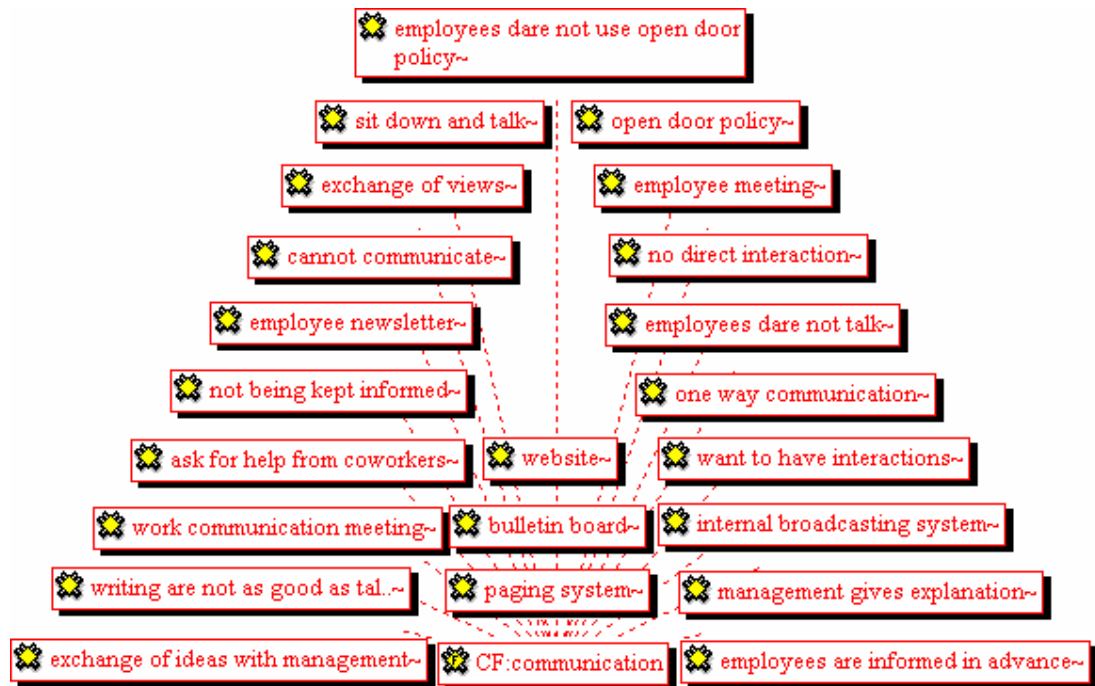 employees dare not use open door
policy~
sit down and talk~
open door policy~
exchange of views~
employee meeting~
cannot communicate~
no direct interaction~
employee newsletter~
employees dare not talk~
not being kept informed~
one way communication~
ask for help from coworkers~
website~
want to have interactions~
work communication meeting~
bulletin board~
internal broadcasting system~
writing are not as good as tal..~
paging system~
management gives explanation~
exchange of ideas with management~
CF:communication
employees are informed in advance~